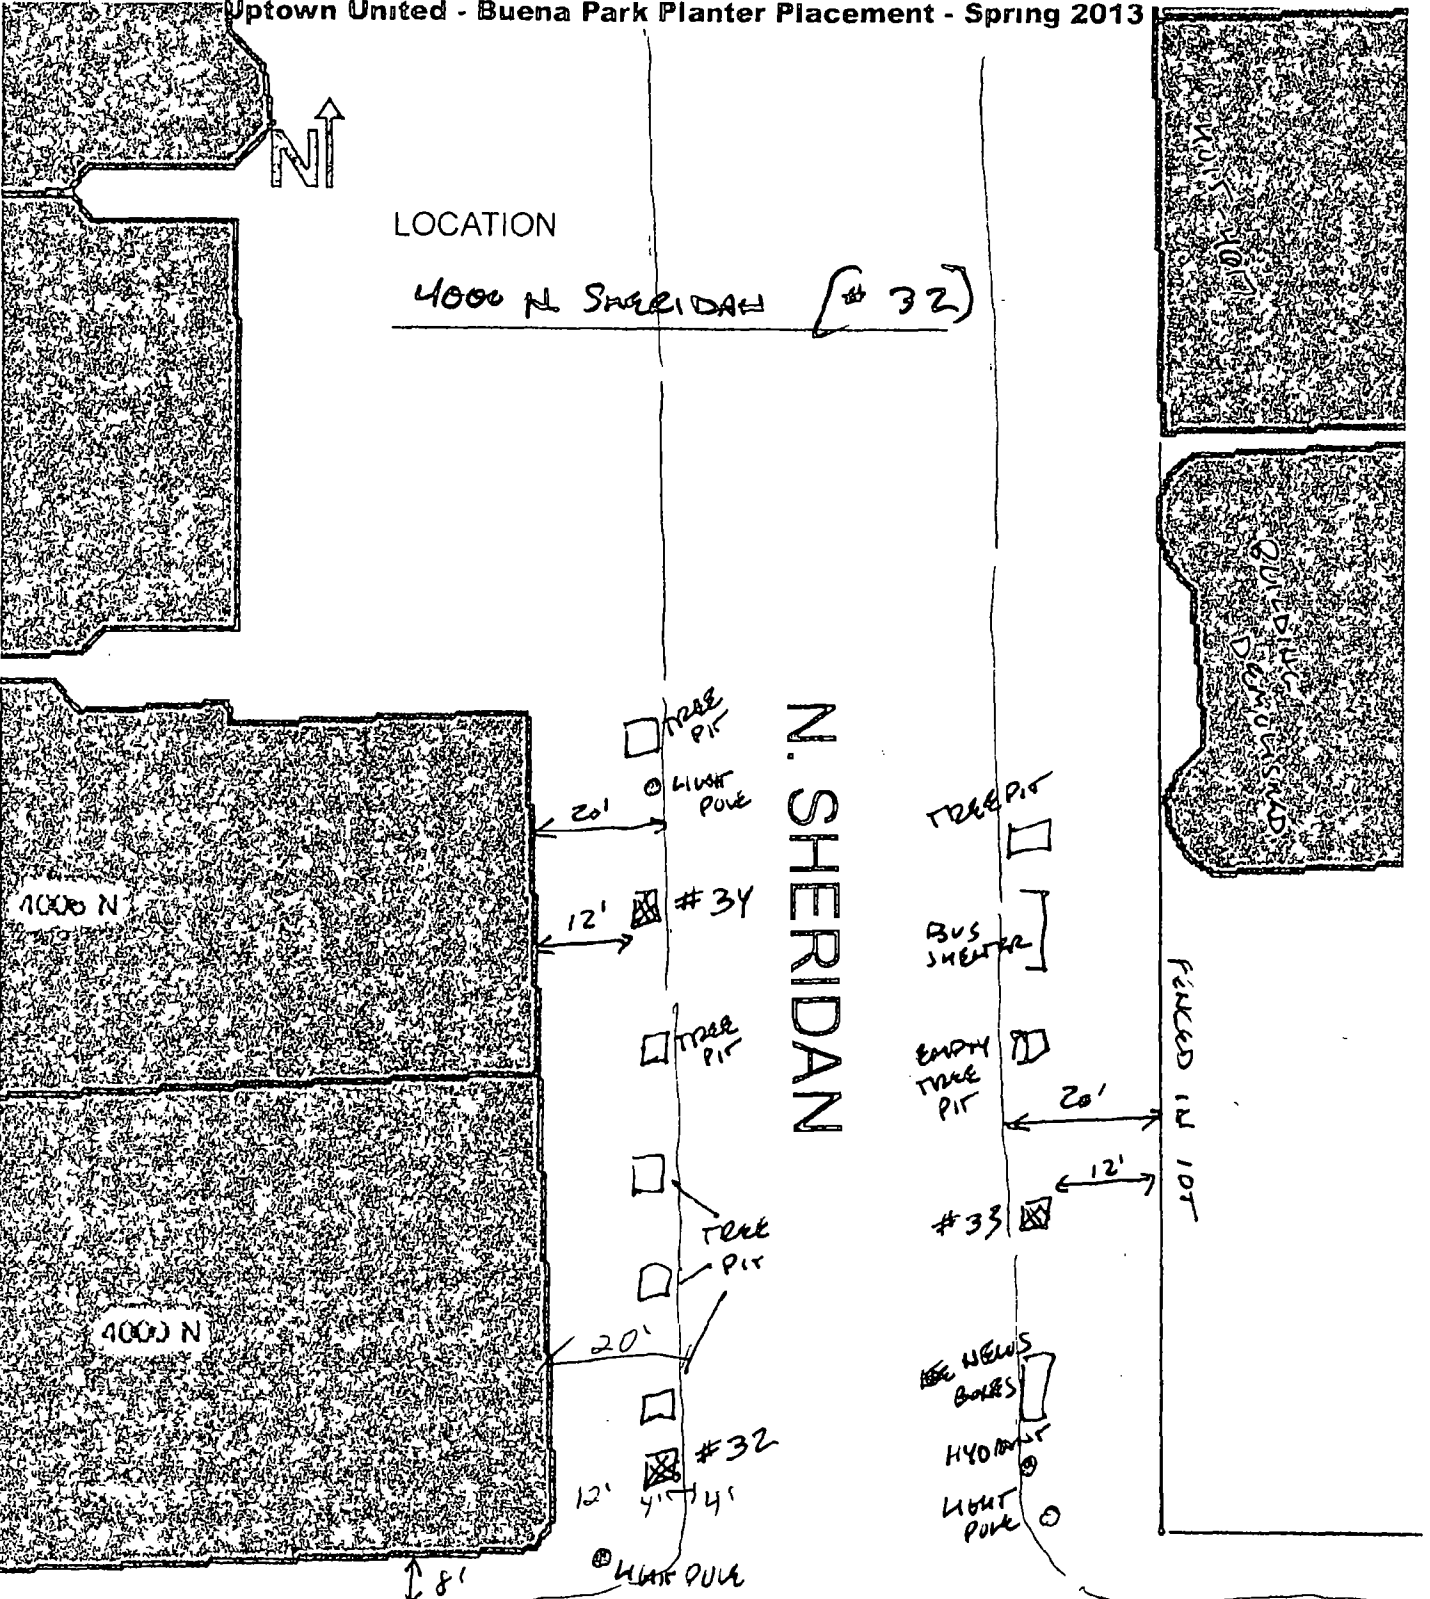 Uptown United - Buena Park Planter Placement - Spring 2013
N
LOCATION
4000 N SHERIDAN (# 32)
BUILDING
DEMOLISHED
N. SHERIDAN
TREE
PIT
LIGHT
POLE
20'
TREE PIT
4006 N
12'
#34
BUS
SHELTER
FENCED IN LOT
TREE
PIT
EMPTY
TREE
PIT
20'
12'
#33
TREE
PIT
4000 N
20'
NEWS
BOXES
#32
HYDRANT
12'
4'
4'
LIGHT
POLE
LIGHT POLE
8'